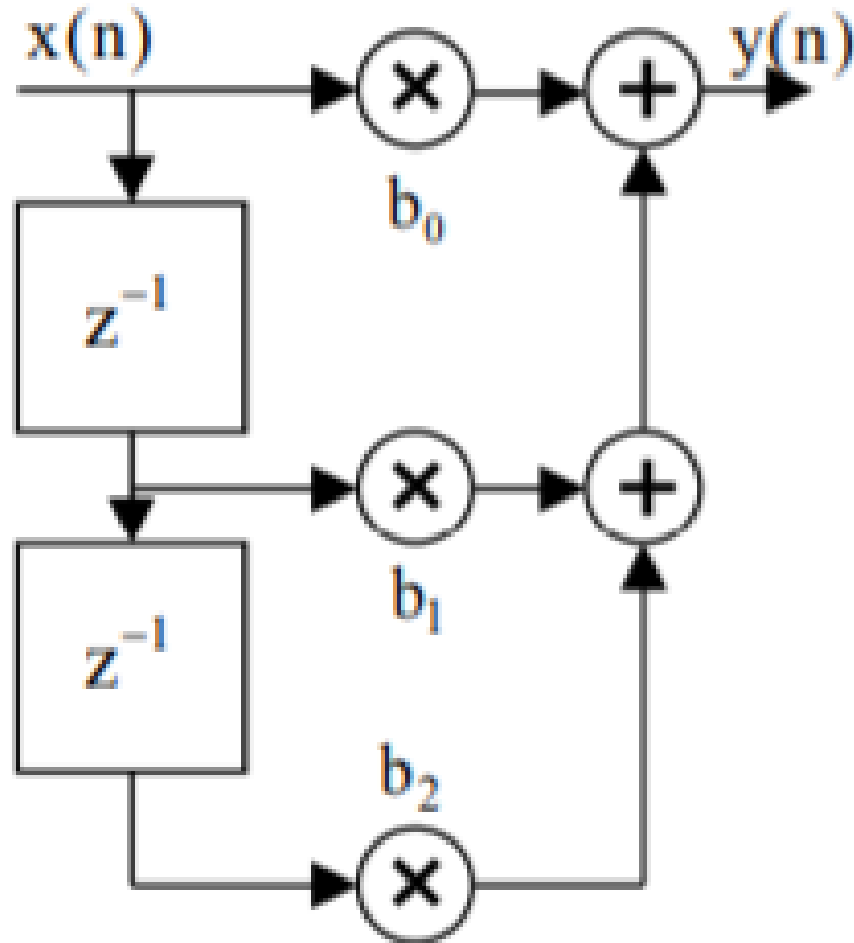 x(n) y(n)
× +
b₀
z⁻¹
× +
b₁
z⁻¹
b₂
×